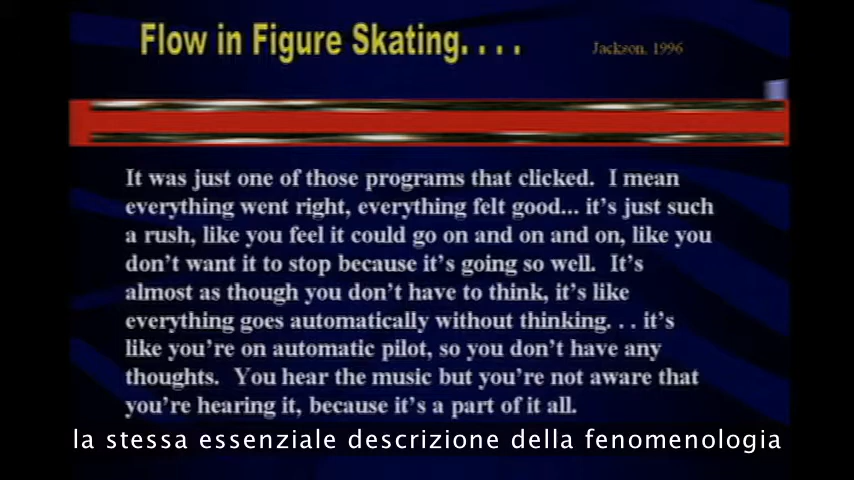 Flow in Figure Skating. . . .
Jackson, 1996
It was just one of those programs that clicked.  I mean
everything went right, everything felt good... it's just such
a rush, like you feel it could go on and on and on, like you
don't want it to stop because it's going so well.  It's
almost as though you don't have to think, it's like
everything goes automatically without thinking. . . it's
like you're on automatic pilot, so you don't have any
thoughts.  You hear the music but you're not aware that
you're hearing it, because it's a part of it all.
la stessa essenziale descrizione della fenomenologia